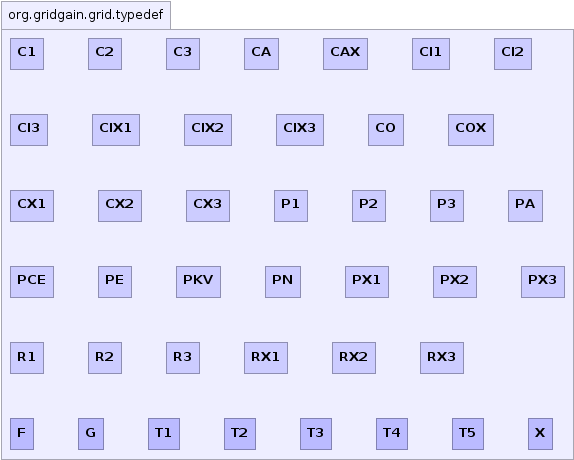 org.gridgain.grid.typedef
C1 C2 C3 CA CAX CI1 CI2
CI3 CIX1 CIX2 CIX3 CO COX
CX1 CX2 CX3 P1 P2 P3 PA
PCE PE PKV PN PX1 PX2 PX3
R1 R2 R3 RX1 RX2 RX3
F G T1 T2 T3 T4 T5 X